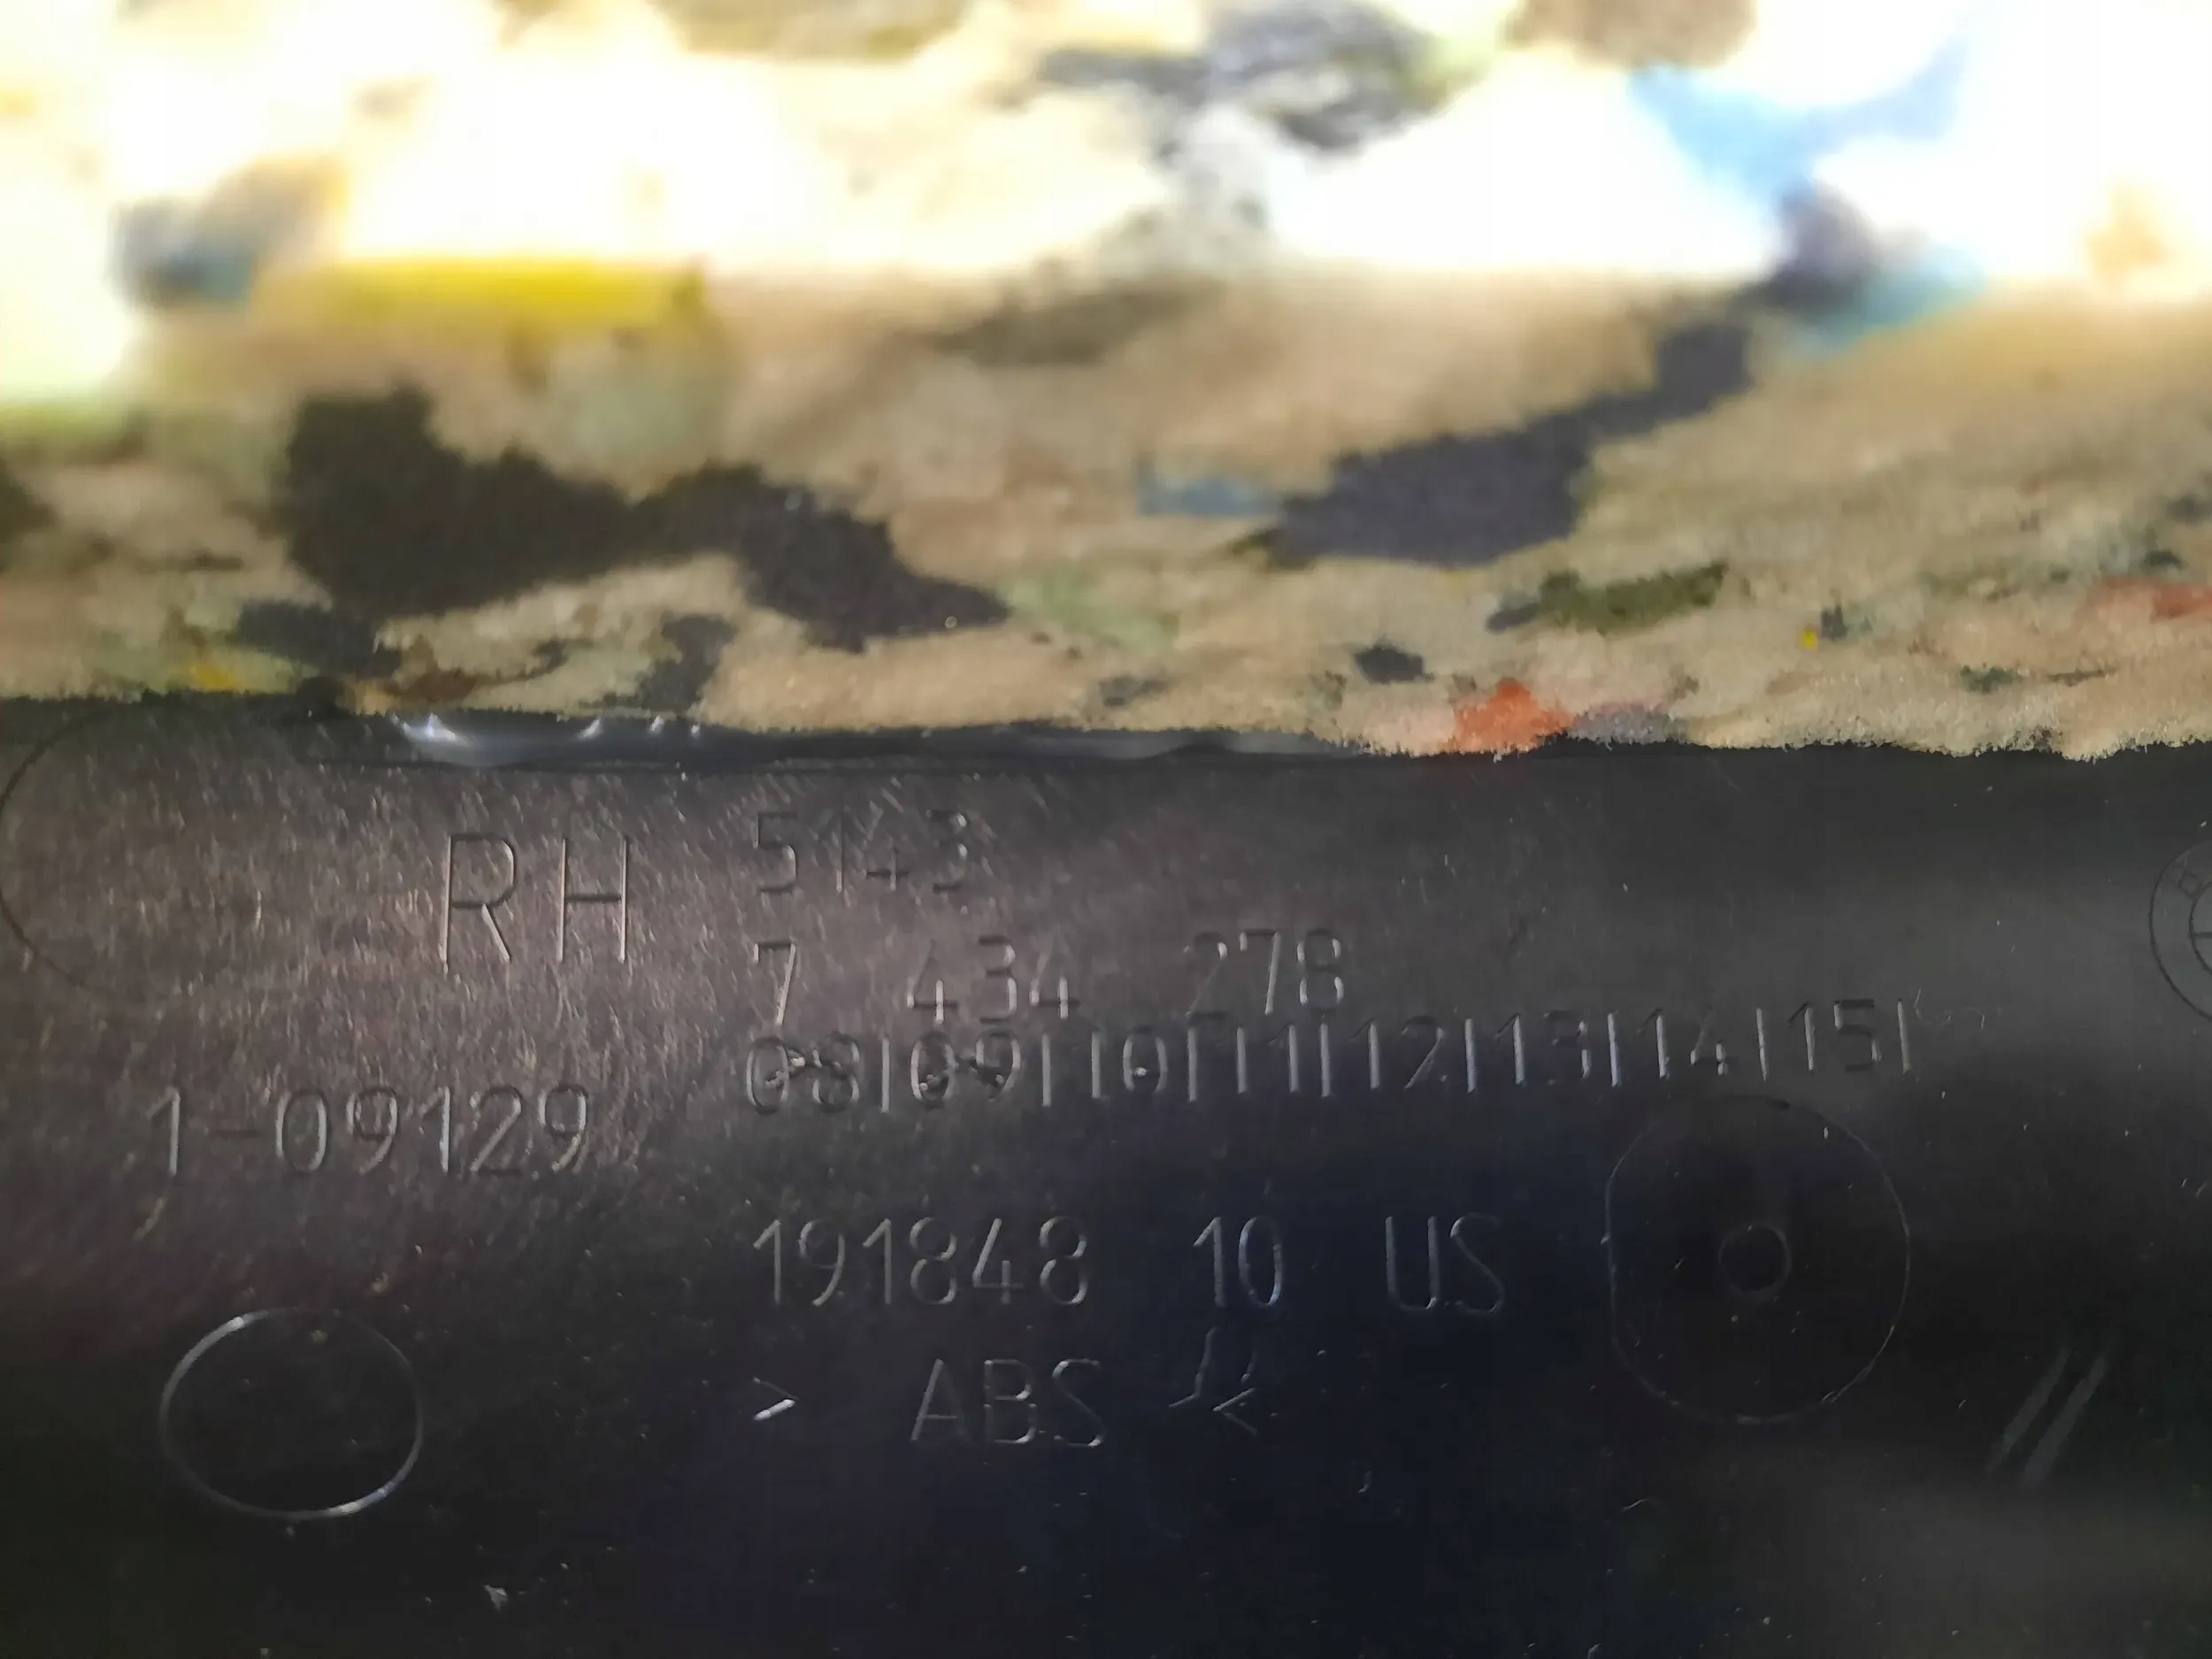 RH 5143
7 434 278
08|09|10|11|12|13|14|15|
1-09129
191848 10 US
> ABS <
B